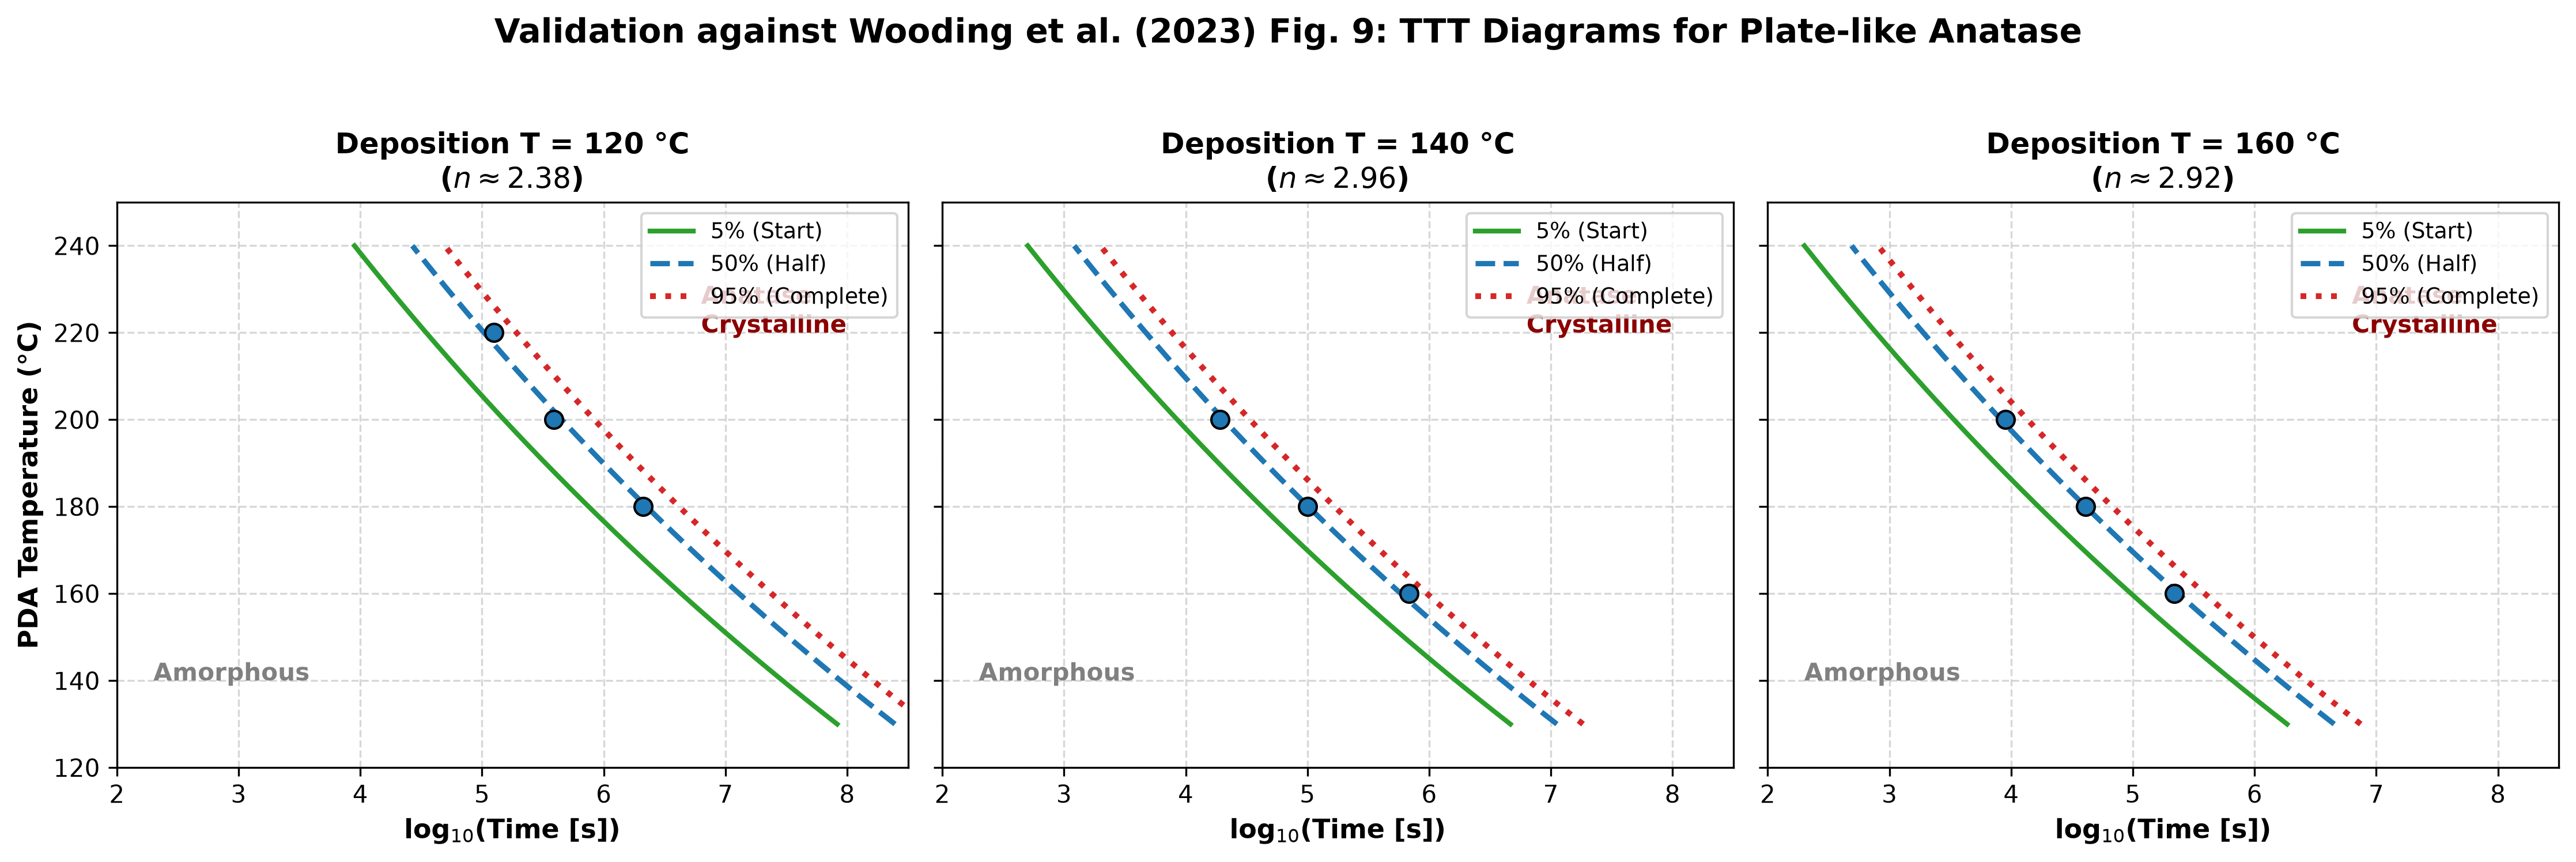 Validation against Wooding et al. (2023) Fig. 9: TTT Diagrams for Plate-like Anatase
Deposition T = 120 °C
(n ≈ 2.38)
5% (Start)
50% (Half)
95% (Complete)
Anatase
Crystalline
Amorphous
PDA Temperature (°C)
240
220
200
180
160
140
120
2 3 4 5 6 7 8
log₁₀(Time [s])
Deposition T = 140 °C
(n ≈ 2.96)
5% (Start)
50% (Half)
95% (Complete)
Anatase
Crystalline
Amorphous
2 3 4 5 6 7 8
log₁₀(Time [s])
Deposition T = 160 °C
(n ≈ 2.92)
5% (Start)
50% (Half)
95% (Complete)
Anatase
Crystalline
Amorphous
2 3 4 5 6 7 8
log₁₀(Time [s])